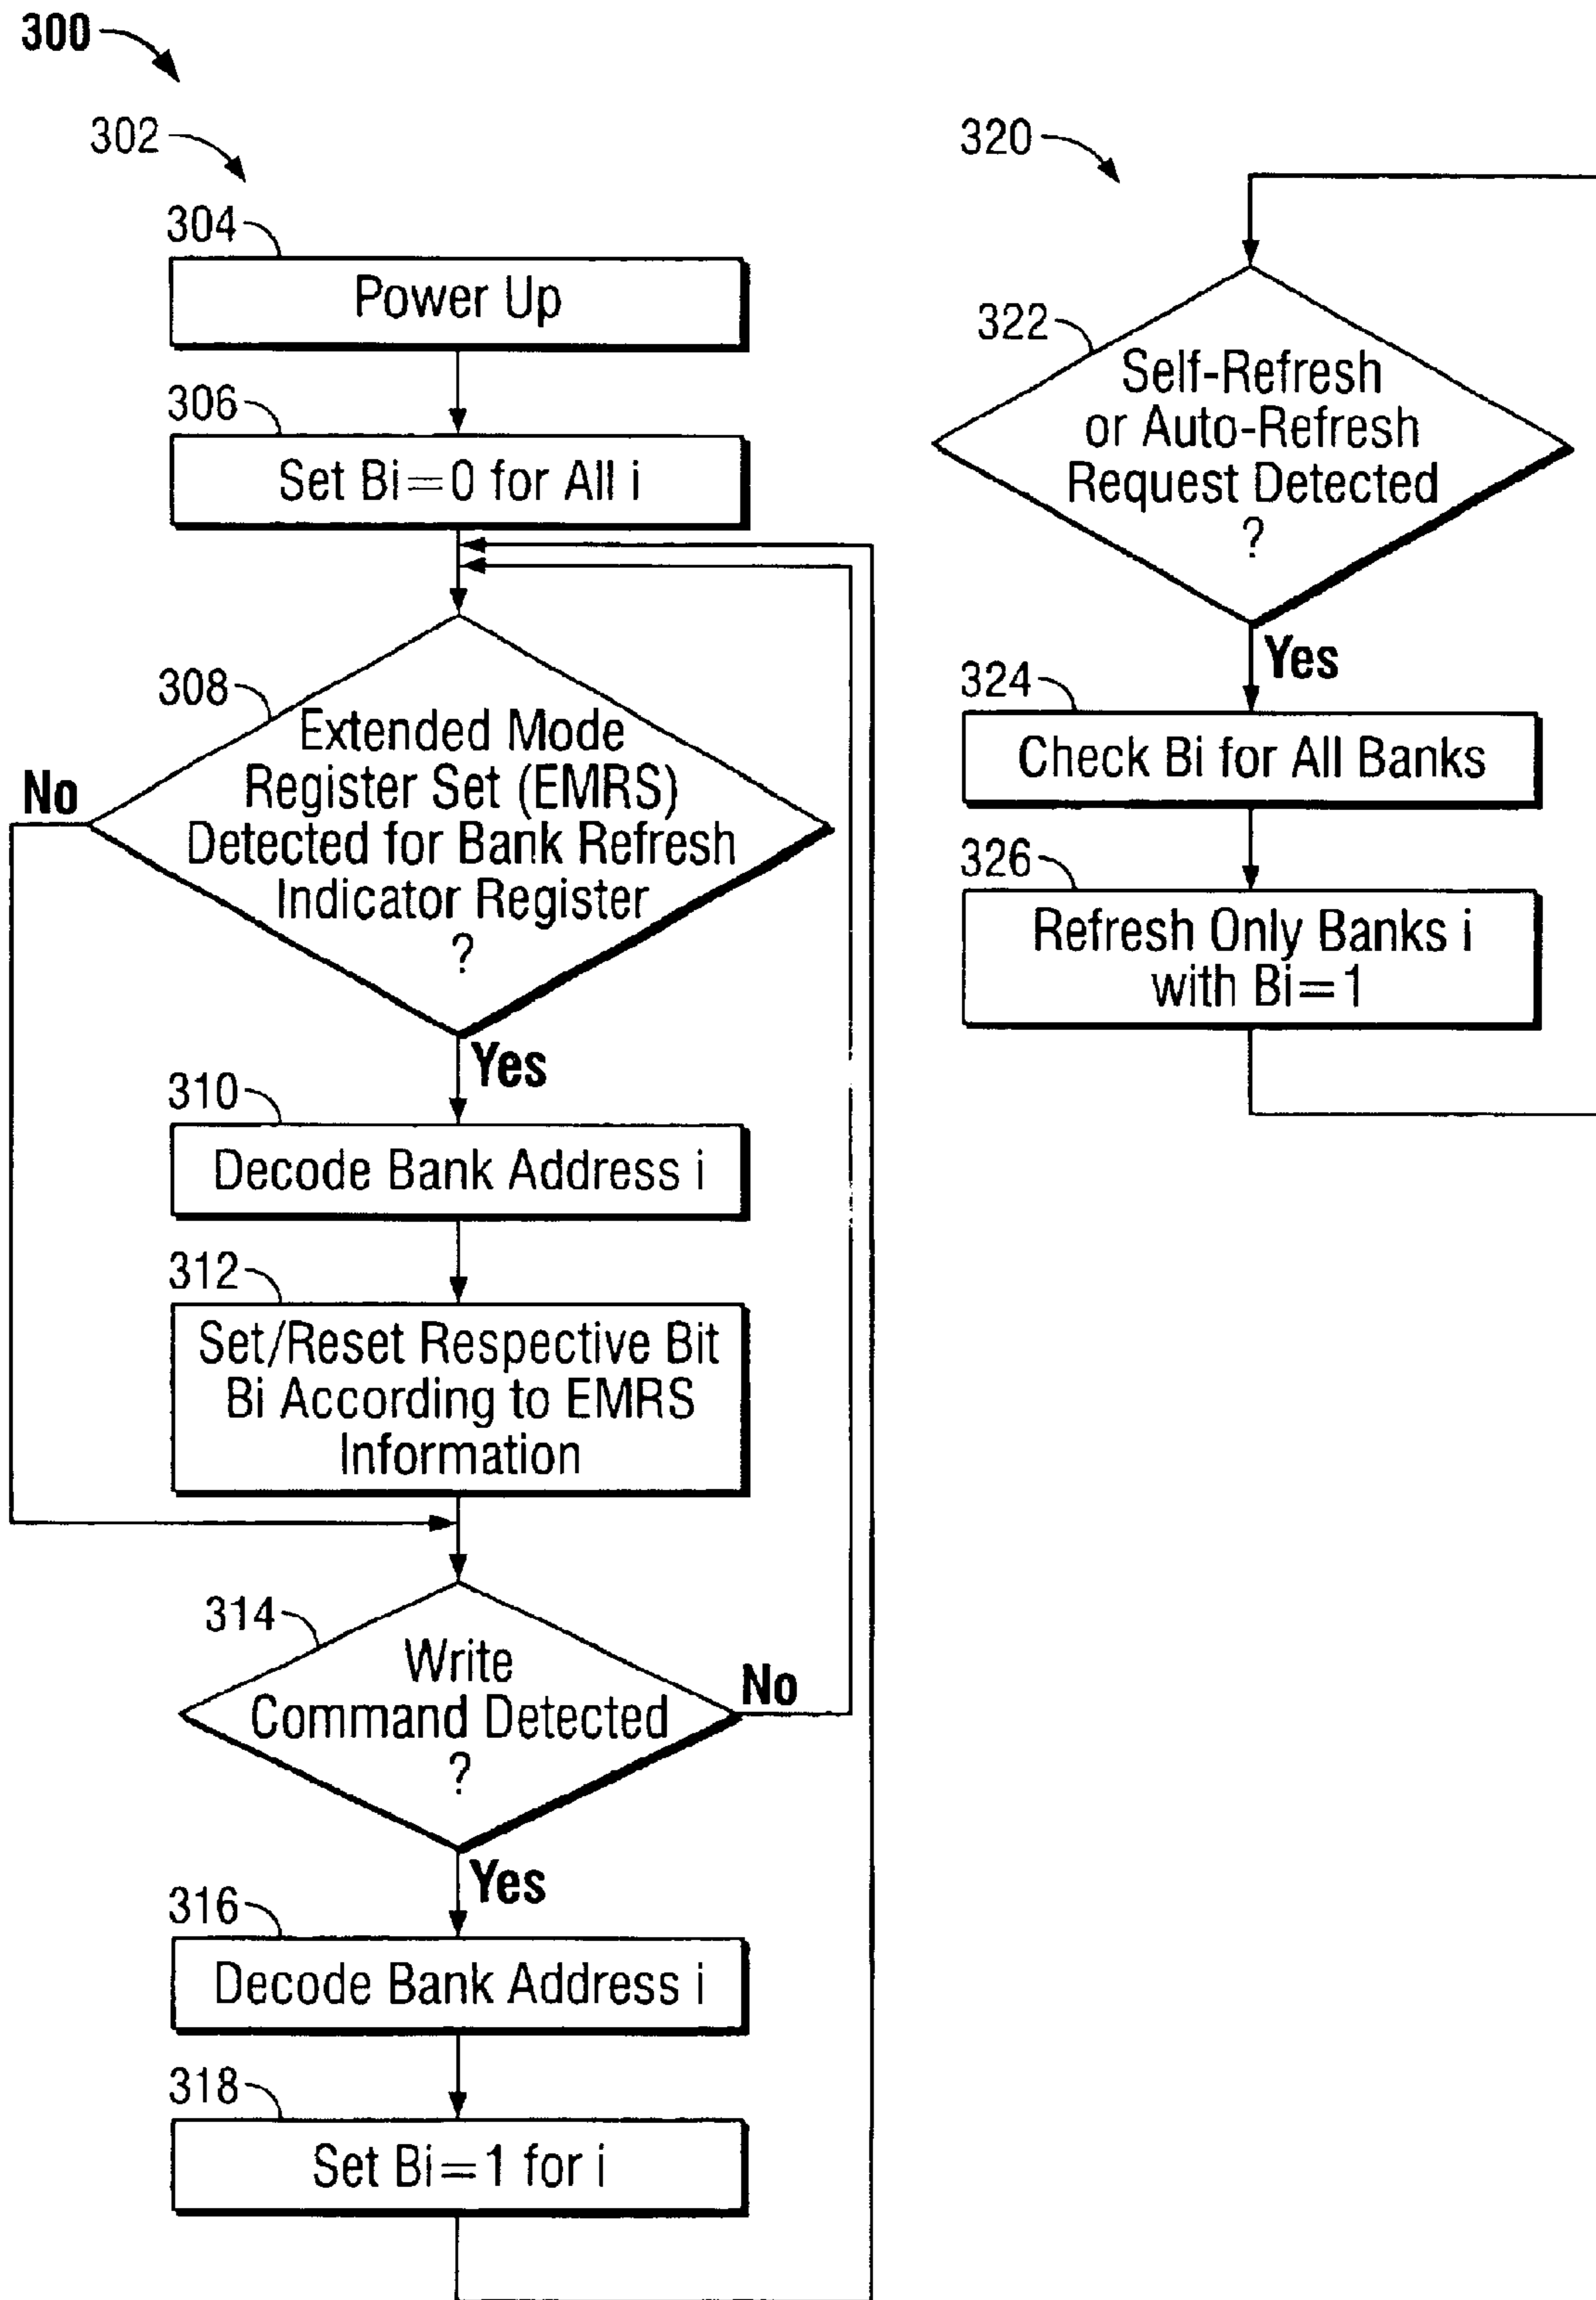 300
302
304
Power Up
306
Set Bi=0 for All i
308
Extended Mode
Register Set (EMRS)
Detected for Bank Refresh
Indicator Register
?
No
Yes
310
Decode Bank Address i
312
Set/Reset Respective Bit
Bi According to EMRS
Information
314
Write
Command Detected
?
No
Yes
316
Decode Bank Address i
318
Set Bi=1 for i
320
322
Self-Refresh
or Auto-Refresh
Request Detected
?
Yes
324
Check Bi for All Banks
326
Refresh Only Banks i
with Bi=1